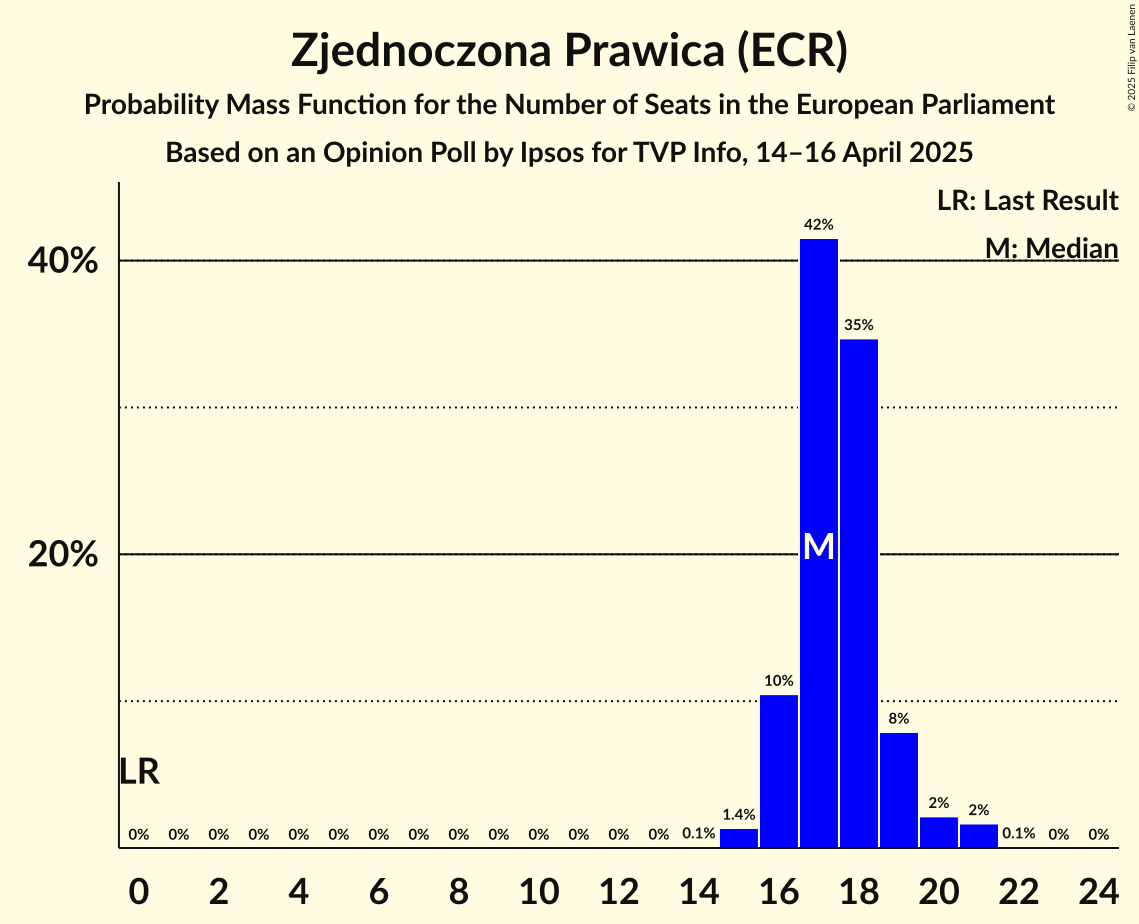 Zjednoczona Prawica (ECR)
Probability Mass Function for the Number of Seats in the European Parliament
Based on an Opinion Poll by Ipsos for TVP Info, 14–16 April 2025
© 2025 Filip van Laenen
LR: Last Result
M: Median
42%
40%
35%
20%
M
10%
8%
LR
1.4%
2%
2%
0% 0% 0% 0% 0% 0% 0% 0% 0% 0% 0% 0% 0% 0% 0.1% 0.1% 0% 0%
0 2 4 6 8 10 12 14 16 18 20 22 24